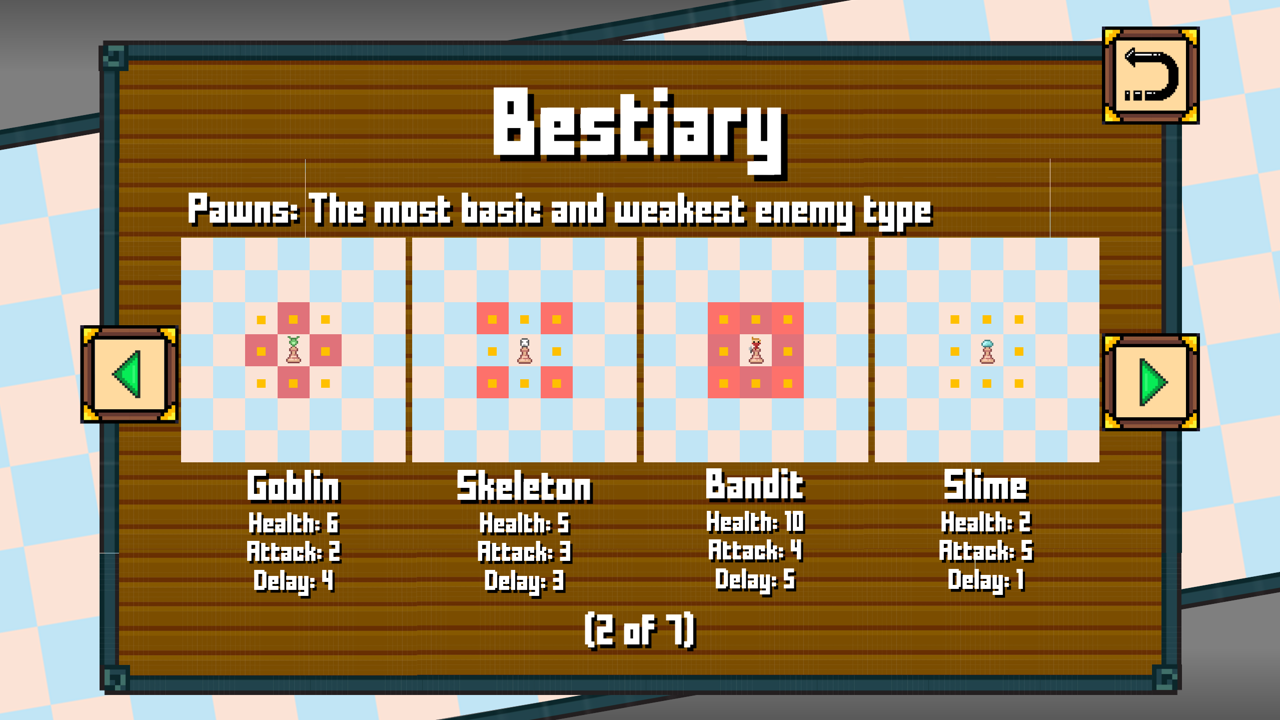 Bestiary
Pawns: The most basic and weakest enemy type
Goblin
Health: 6
Attack: 2
Delay: 4
Skeleton
Health: 5
Attack: 3
Delay: 3
Bandit
Health: 10
Attack: 4
Delay: 5
Slime
Health: 2
Attack: 5
Delay: 1
(2 of 7)